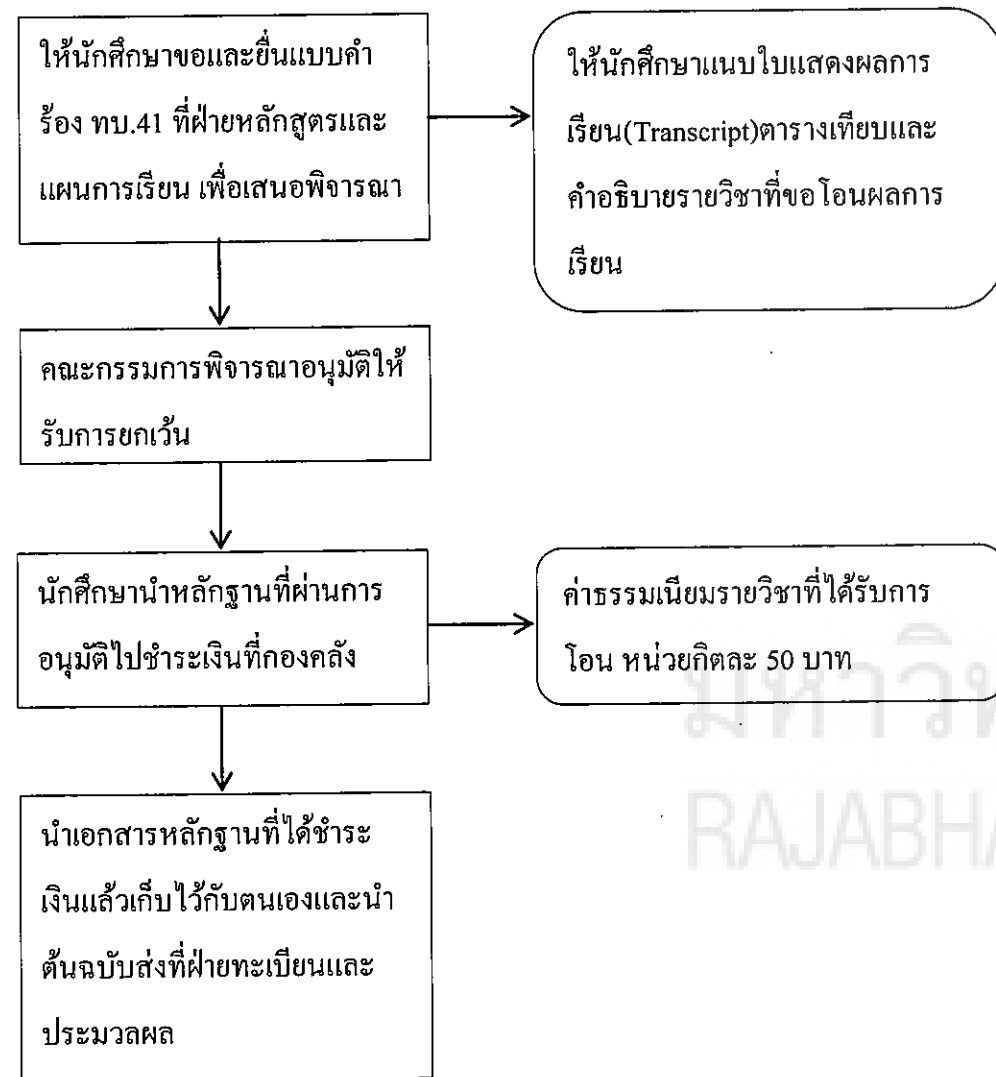 ให้นักศึกษาขอและยื่นแบบคำ
ร้อง ทบ.41 ที่ฝ่ายหลักสูตรและ
แผนการเรียน เพื่อเสนอพิจารณา
ให้นักศึกษาแนบใบแสดงผลการ
เรียน(Transcript)ตารางเทียบและ
คำอธิบายรายวิชาที่ขอโอนผลการ
เรียน
คณะกรรมการพิจารณาอนุมัติให้
รับการยกเว้น
นักศึกษานำหลักฐานที่ผ่านการ
อนุมัติไปชำระเงินที่กองคลัง
ค่าธรรมเนียมรายวิชาที่ได้รับการ
โอน หน่วยกิตละ 50 บาท
นำเอกสารหลักฐานที่ได้ชำระ
เงินแล้วเก็บไว้กับตนเองและนำ
ต้นฉบับส่งที่ฝ่ายทะเบียนและ
ประมวลผล